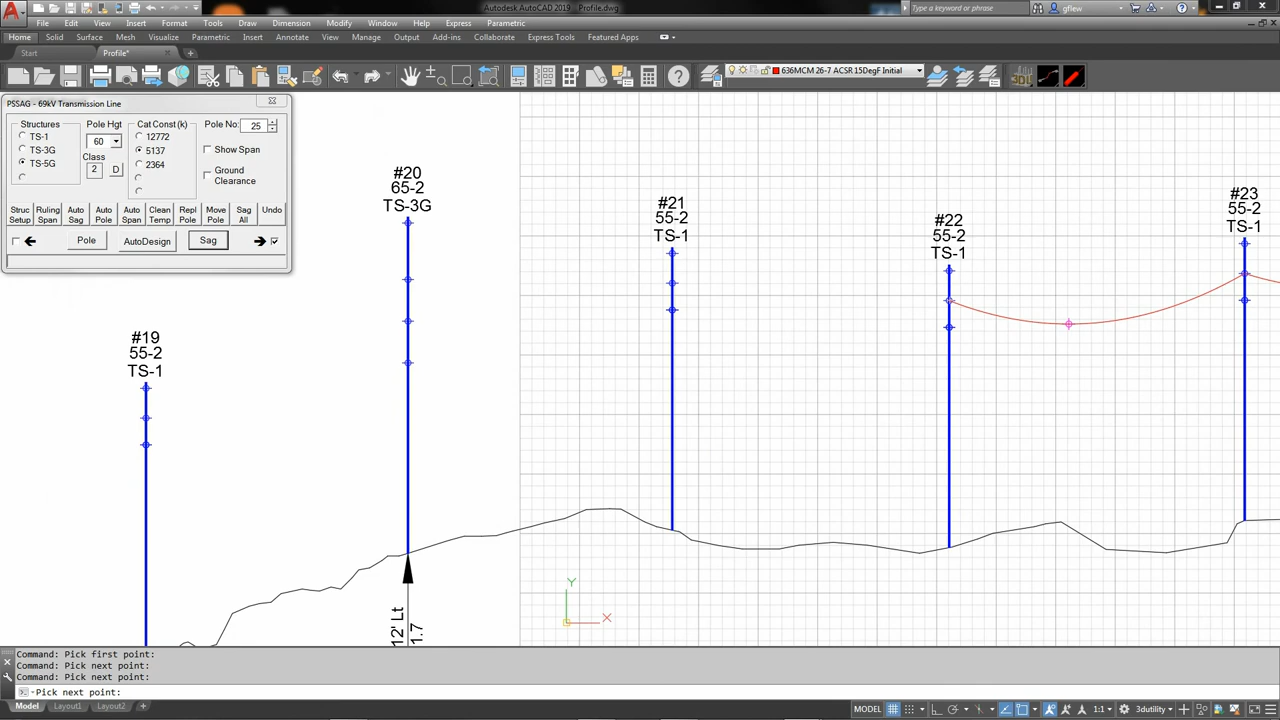 Autodesk AutoCAD 2019   Profile.dwg
Type a keyword or phrase
gflew
File Edit View Insert Format Tools Draw Dimension Modify Window Help Express Parametric
Home Solid Surface Mesh Visualize Parametric Insert Annotate View Manage Output Add-ins Collaborate Express Tools Featured Apps
Start Profile*
636MCM 26-7 ACSR 15DegF Initial
PSSAG - 69kV Transmission Line
Structures
TS-1
TS-3G
TS-5G
Pole Hgt
60
Class
2 D
Cat Const (k)
12772
5137
2364
Pole No: 25
Show Span
Ground
Clearance
Struc Setup
Ruling Span
Auto Sag
Auto Pole
Auto Span
Clean Temp
Repl Pole
Move Pole
Sag All
Undo
Pole
AutoDesign
Sag
#19
55-2
TS-1
#20
65-2
TS-3G
#21
55-2
TS-1
#22
55-2
TS-1
#23
55-2
TS-1
12' Lt
1.7
Y
X
Command: Pick first point:
Command: Pick next point:
Command: Pick next point:
Pick next point:
Model Layout1 Layout2 +
MODEL
1:1
3dutility